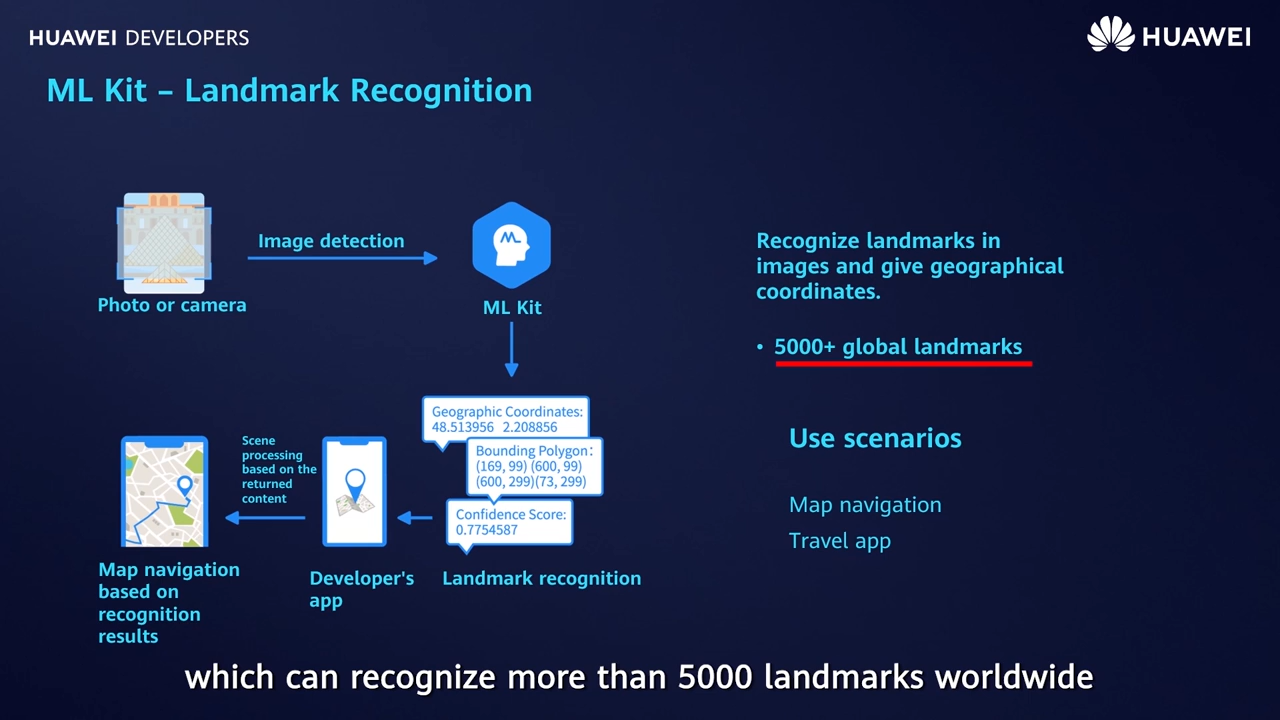 HUAWEI DEVELOPERS
HUAWEI
ML Kit – Landmark Recognition
Image detection
Photo or camera
ML Kit
Geographic Coordinates:
48.513956 2.208856
Bounding Polygon:
(169, 99) (600, 99)
(600, 299)(73, 299)
Confidence Score:
0.7754587
Landmark recognition
Developer's
app
Scene
processing
based on the
returned
content
Map navigation
based on
recognition
results
Recognize landmarks in
images and give geographical
coordinates.
• 5000+ global landmarks
Use scenarios
Map navigation
Travel app
which can recognize more than 5000 landmarks worldwide